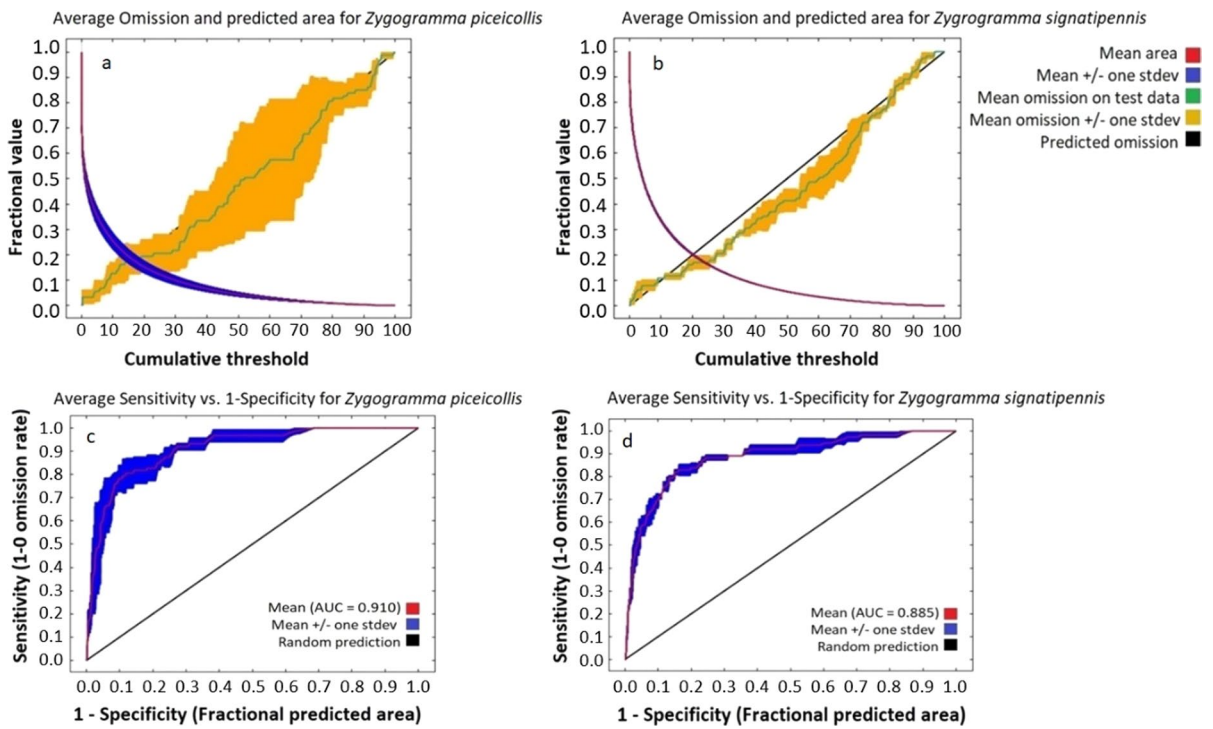 Average Omission and predicted area for Zygogramma piceicollis
Average Omission and predicted area for Zygrogramma signatipennis
a
1.0
0.9
0.8
0.7
0.6
0.5
0.4
0.3
0.2
0.1
0.0
Fractional value
0 10 20 30 40 50 60 70 80 90 100
Cumulative threshold
b
1.0
0.9
0.8
0.7
0.6
0.5
0.4
0.3
0.2
0.1
0.0
Fractional value
0 10 20 30 40 50 60 70 80 90 100
Cumulative threshold
Mean area
Mean +/- one stdev
Mean omission on test data
Mean omission +/- one stdev
Predicted omission
Average Sensitivity vs. 1-Specificity for Zygogramma piceicollis
Average Sensitivity vs. 1-Specificity for Zygogramma signatipennis
c
1.0
0.9
0.8
0.7
0.6
0.5
0.4
0.3
0.2
0.1
0.0
Sensitivity (1-0 omission rate)
Mean (AUC = 0.910)
Mean +/- one stdev
Random prediction
0.0 0.1 0.2 0.3 0.4 0.5 0.6 0.7 0.8 0.9 1.0
1 - Specificity (Fractional predicted area)
d
1.0
0.9
0.8
0.7
0.6
0.5
0.4
0.3
0.2
0.1
0.0
Sensitivity (1-0 omission rate)
Mean (AUC = 0.885)
Mean +/- one stdev
Random prediction
0.0 0.1 0.2 0.3 0.4 0.5 0.6 0.7 0.8 0.9 1.0
1 - Specificity (Fractional predicted area)